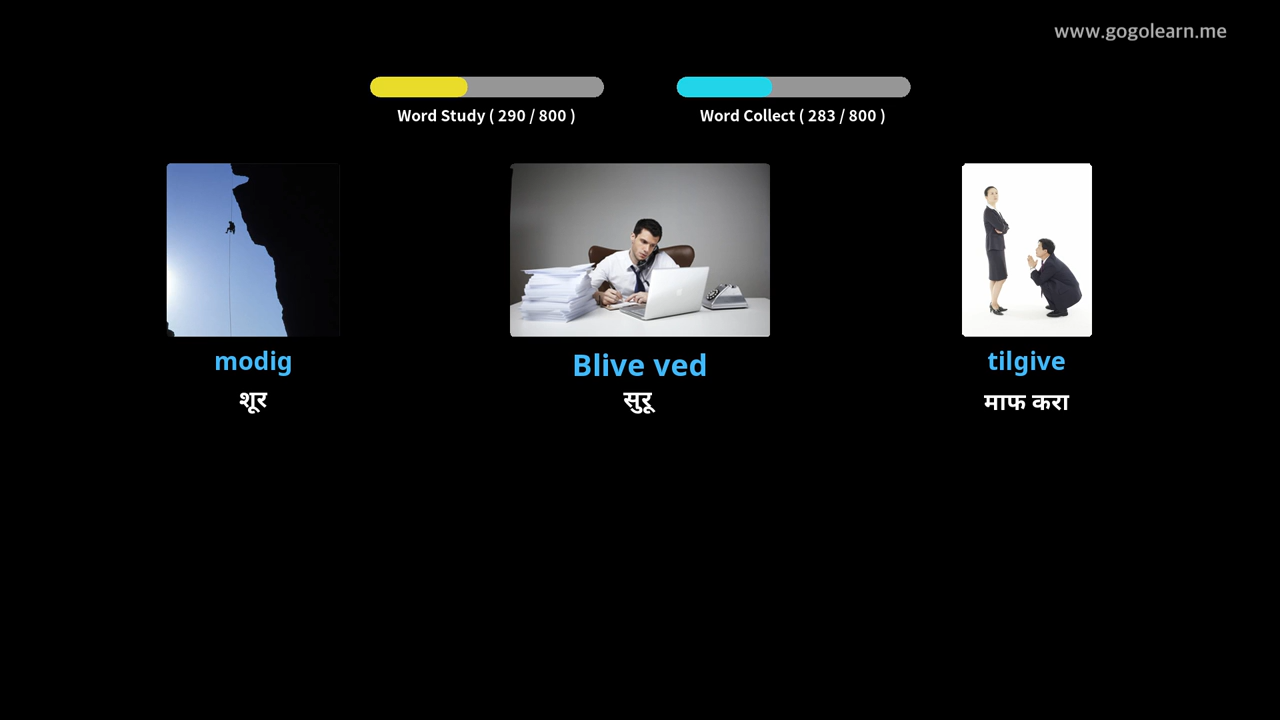 www.gogolearn.me
Word Study ( 290 / 800 )
Word Collect ( 283 / 800 )
modig
Blive ved
tilgive
शूर
सुरू
माफ करा